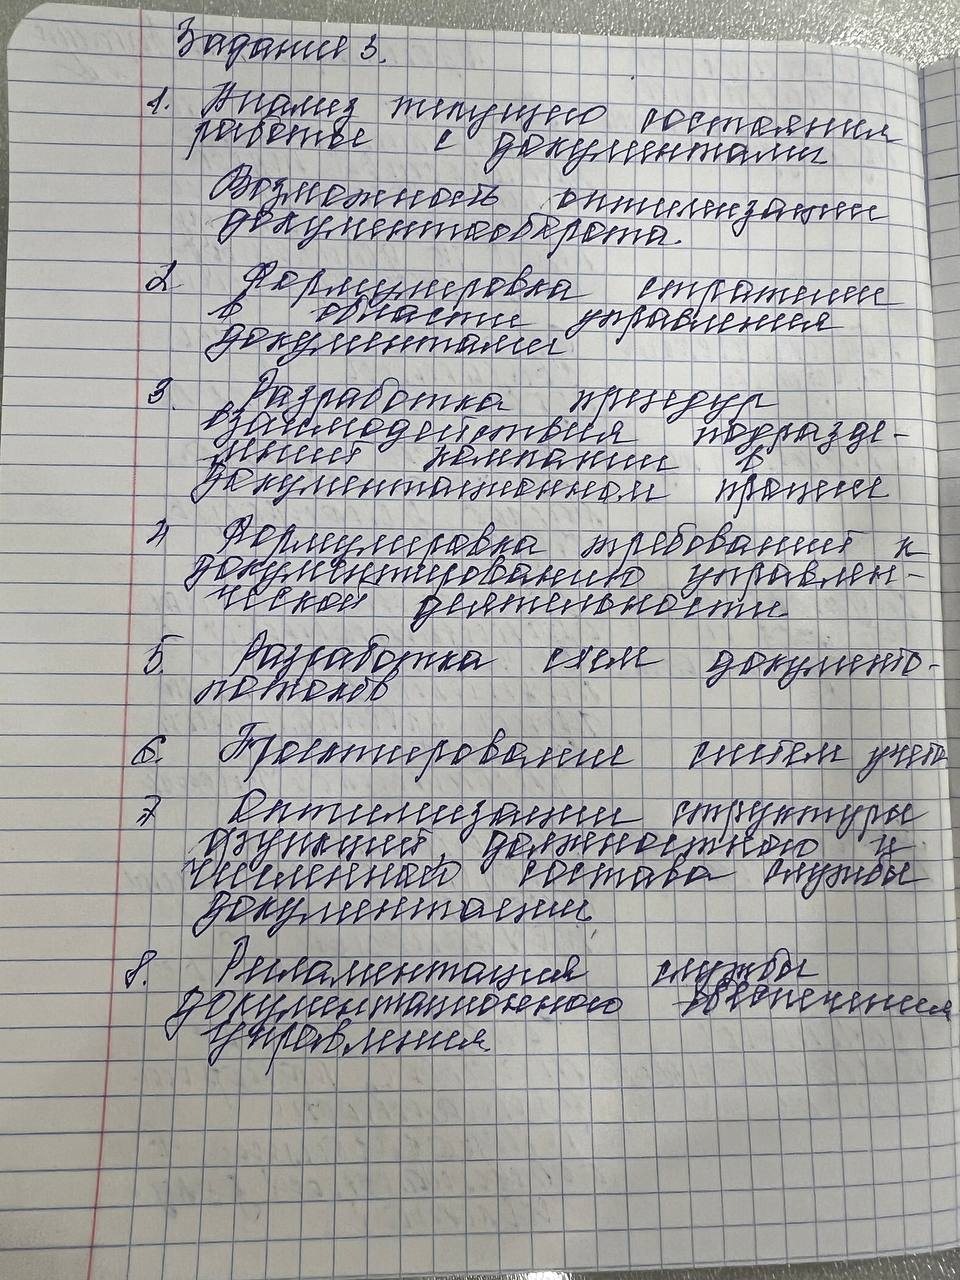 Задание 3.
1. Анализ текущего состояния
работы с документами
Возможность оптимизации
документооборота.
2 Формулировка стратегии
в области управления
документами
3. Разработка процедур
взаимодействия подразде-
лений компании в
документационном процессе
4 Формулировка требований к
документированию управлен-
ческой деятельности.
5. Разработка схем документо-
потоков
6. Проектирование систем учета
7 Оптимизации структуры
функций, должностного и
численного состава службы
документации.
8. Регламентация службы
документационного обеспечения
управления.